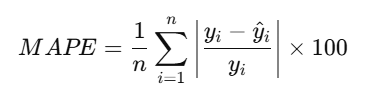 MAPE = \frac{1}{n} \sum_{i=1}^{n} \left| \frac{y_i - \hat{y}_i}{y_i} \right| \times 100